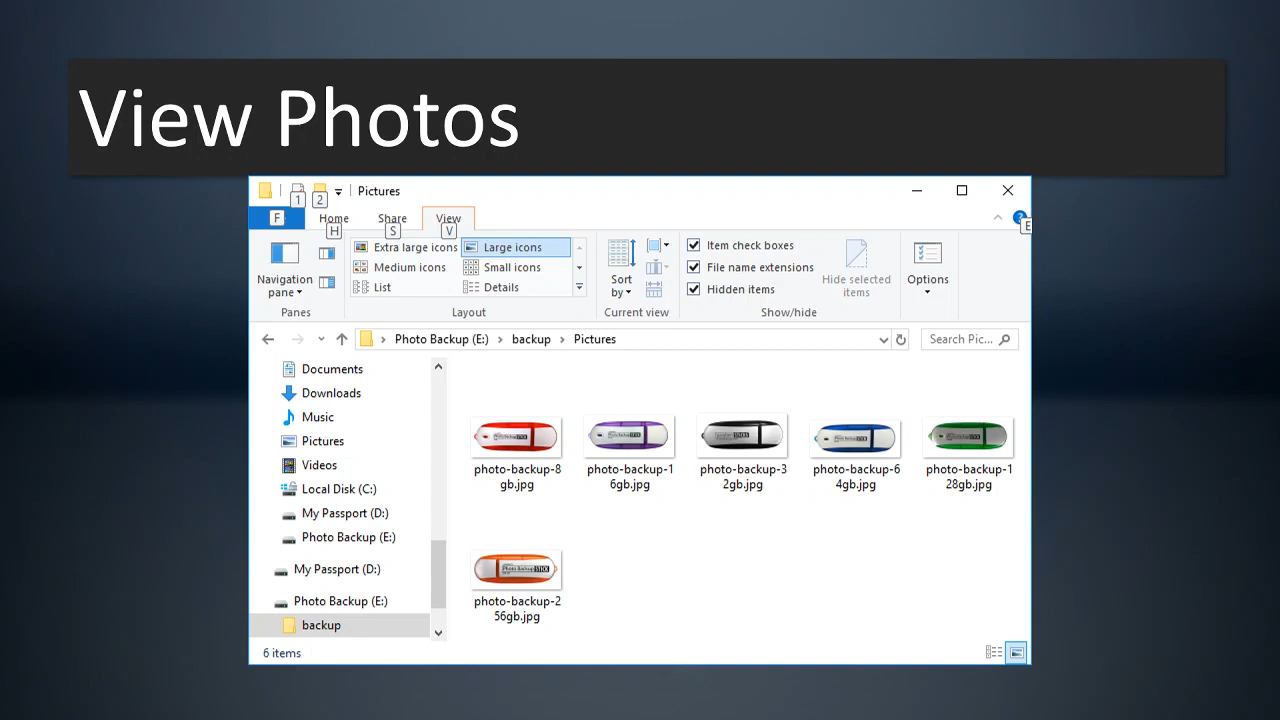 View Photos
1 2 Pictures
F Home Share View
H S V E
Extra large icons Large icons Item check boxes
Medium icons Small icons File name extensions
Navigation pane List Details Sort by Hidden items Hide selected items Options
Panes Layout Current view Show/hide
Photo Backup (E:) backup Pictures Search Pic...
Documents
Downloads
Music
Pictures
Videos
Local Disk (C:)
My Passport (D:)
Photo Backup (E:)
My Passport (D:)
Photo Backup (E:)
backup
photo-backup-8 photo-backup-1 photo-backup-3 photo-backup-6 photo-backup-1
gb.jpg 6gb.jpg 2gb.jpg 4gb.jpg 28gb.jpg
Photo Backup STICK
photo-backup-2
56gb.jpg
6 items